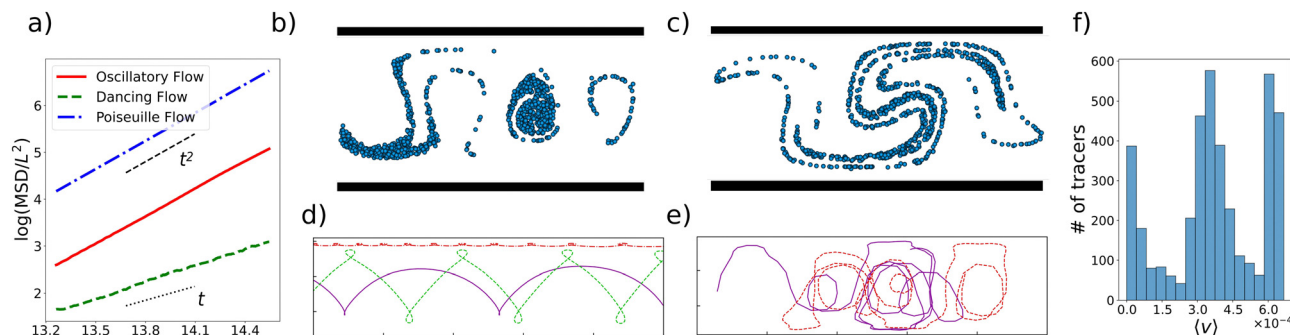 a)
Oscillatory Flow
Dancing Flow
Poiseuille Flow
log(MSD/L²)
6
5
4
3
2
t²
t
13.2 13.5 13.8 14.1 14.4
b)
c)
d)
e)
f)
# of tracers
600
500
400
300
200
100
0
0.0 1.5 3.0 4.5 6.0
×10⁻⁴
⟨v⟩